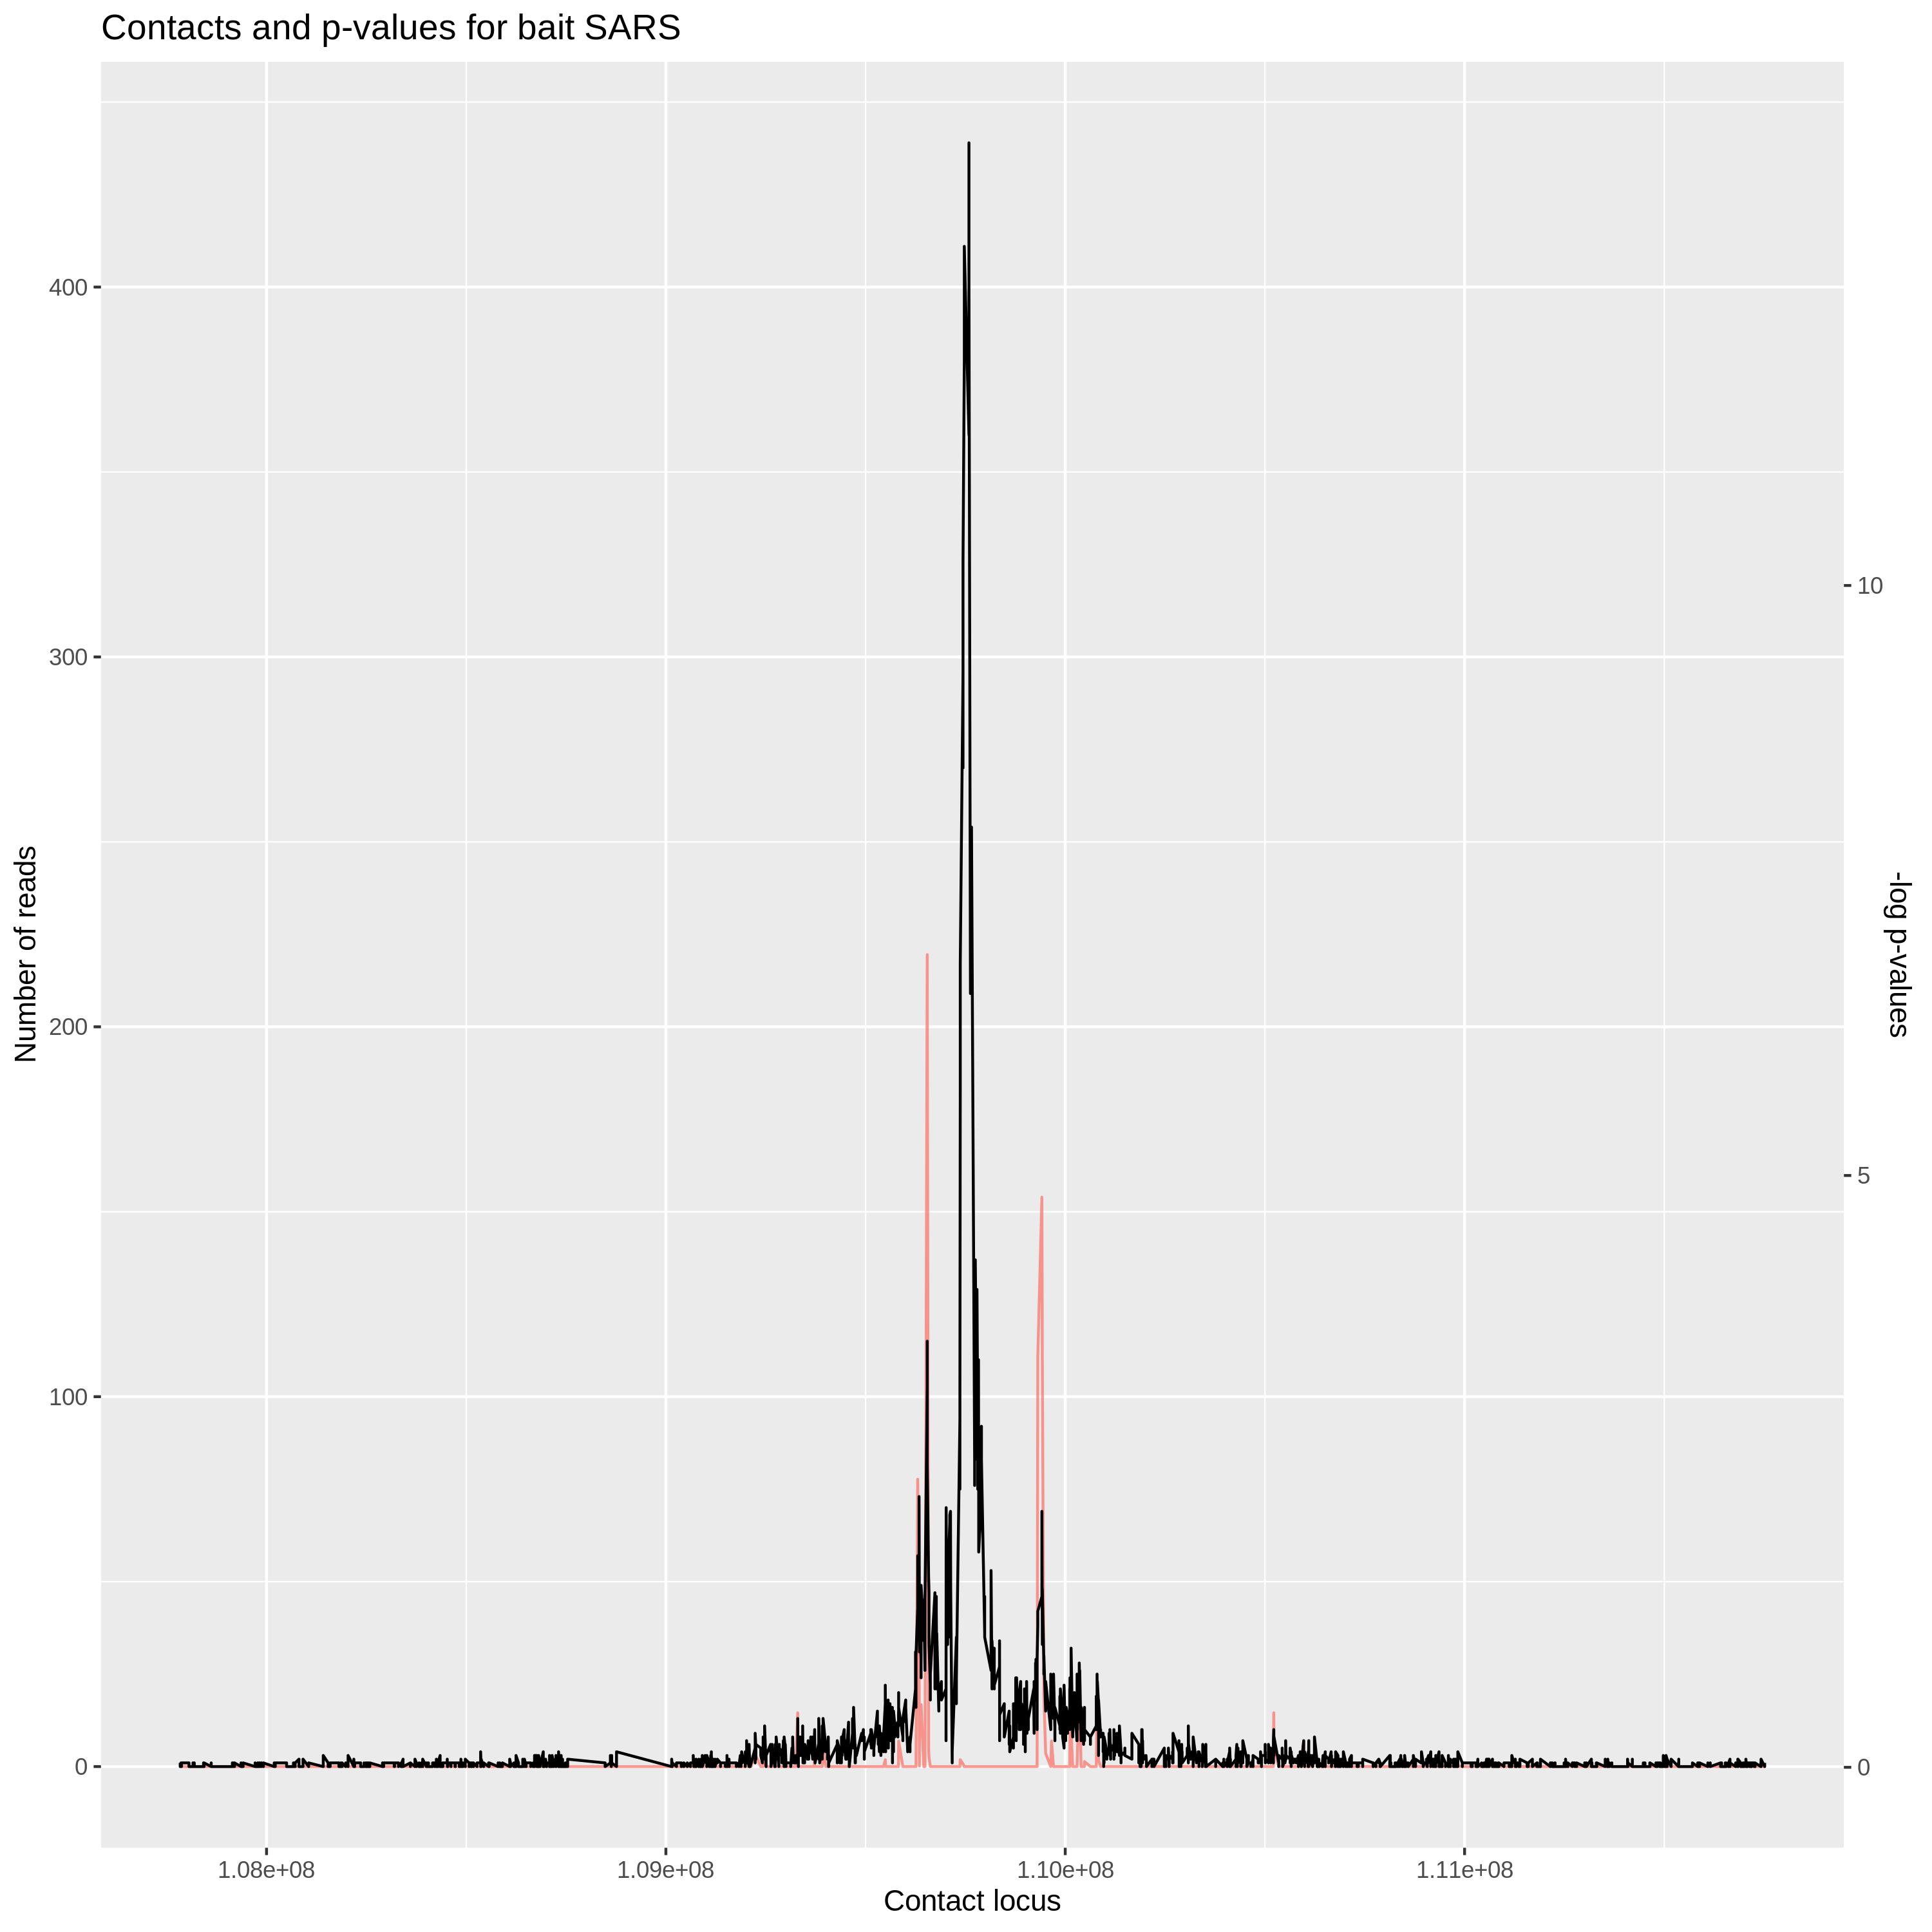 Contacts and p-values for bait SARS
400
300
200
100
0
Number of reads
10
5
0
-log p-values
1.08e+08
1.09e+08
1.10e+08
1.11e+08
Contact locus